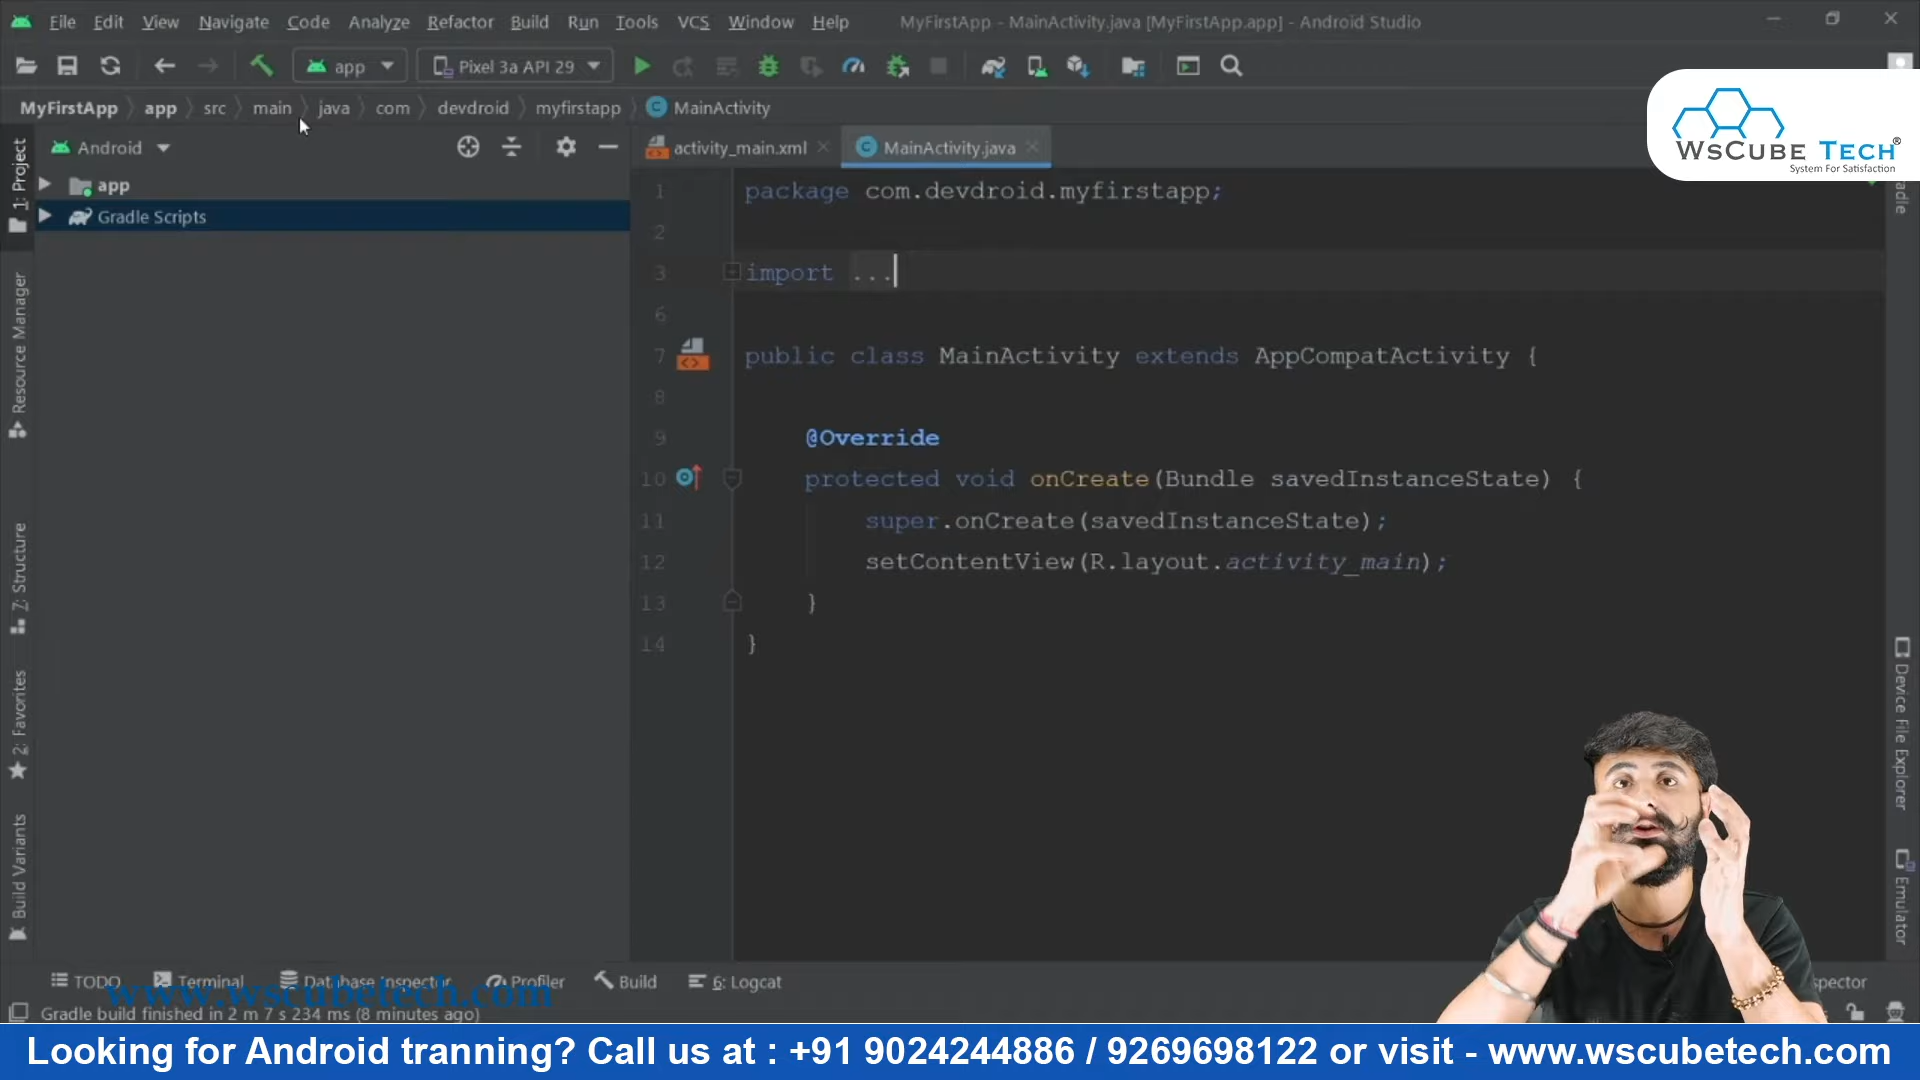 File Edit View Navigate Code Analyze Refactor Build Run Tools VCS Window Help MyFirstApp - MainActivity.java [MyFirstApp.app] - Android Studio
app Pixel 3a API 29
MyFirstApp app src main java com devdroid myfirstapp MainActivity
WsCube Tech®
System For Satisfaction
1: Project
Resource Manager
7: Structure
2: Favorites
Build Variants
Android
app
Gradle Scripts
activity_main.xml MainActivity.java
1 package com.devdroid.myfirstapp;
2
3 import ...
6
7 public class MainActivity extends AppCompatActivity {
8
9 @Override
10 protected void onCreate(Bundle savedInstanceState) {
11 super.onCreate(savedInstanceState);
12 setContentView(R.layout.activity_main);
13 }
14 }
Device File Explorer
Emulator
TODO Terminal Database Inspector Profiler Build 6: Logcat
www.wscubetech.com
Gradle build finished in 2 m 7 s 234 ms (8 minutes ago)
Looking for Android tranning? Call us at : +91 9024244886 / 9269698122 or visit - www.wscubetech.com